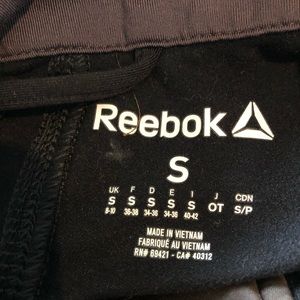 Reebok
S
UK F D E I J CDN
S S S S S OT S/P
8-10 36-38 34-36 34-36 40-42
MADE IN VIETNAM
FABRIQUÉ AU VIETNAM
RN# 69421 - CA# 40312